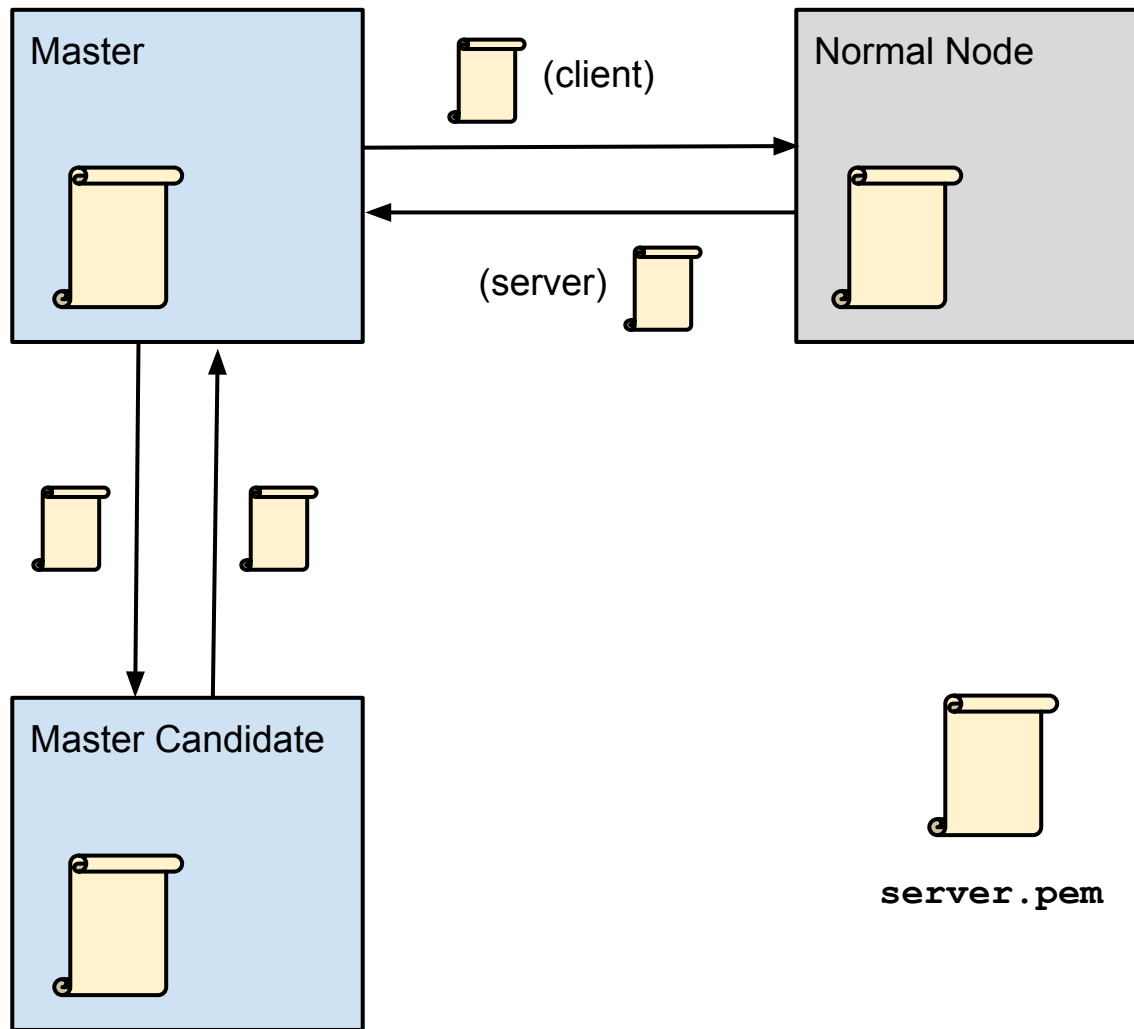 Master
(client)
Normal Node
(server)
Master Candidate
server.pem